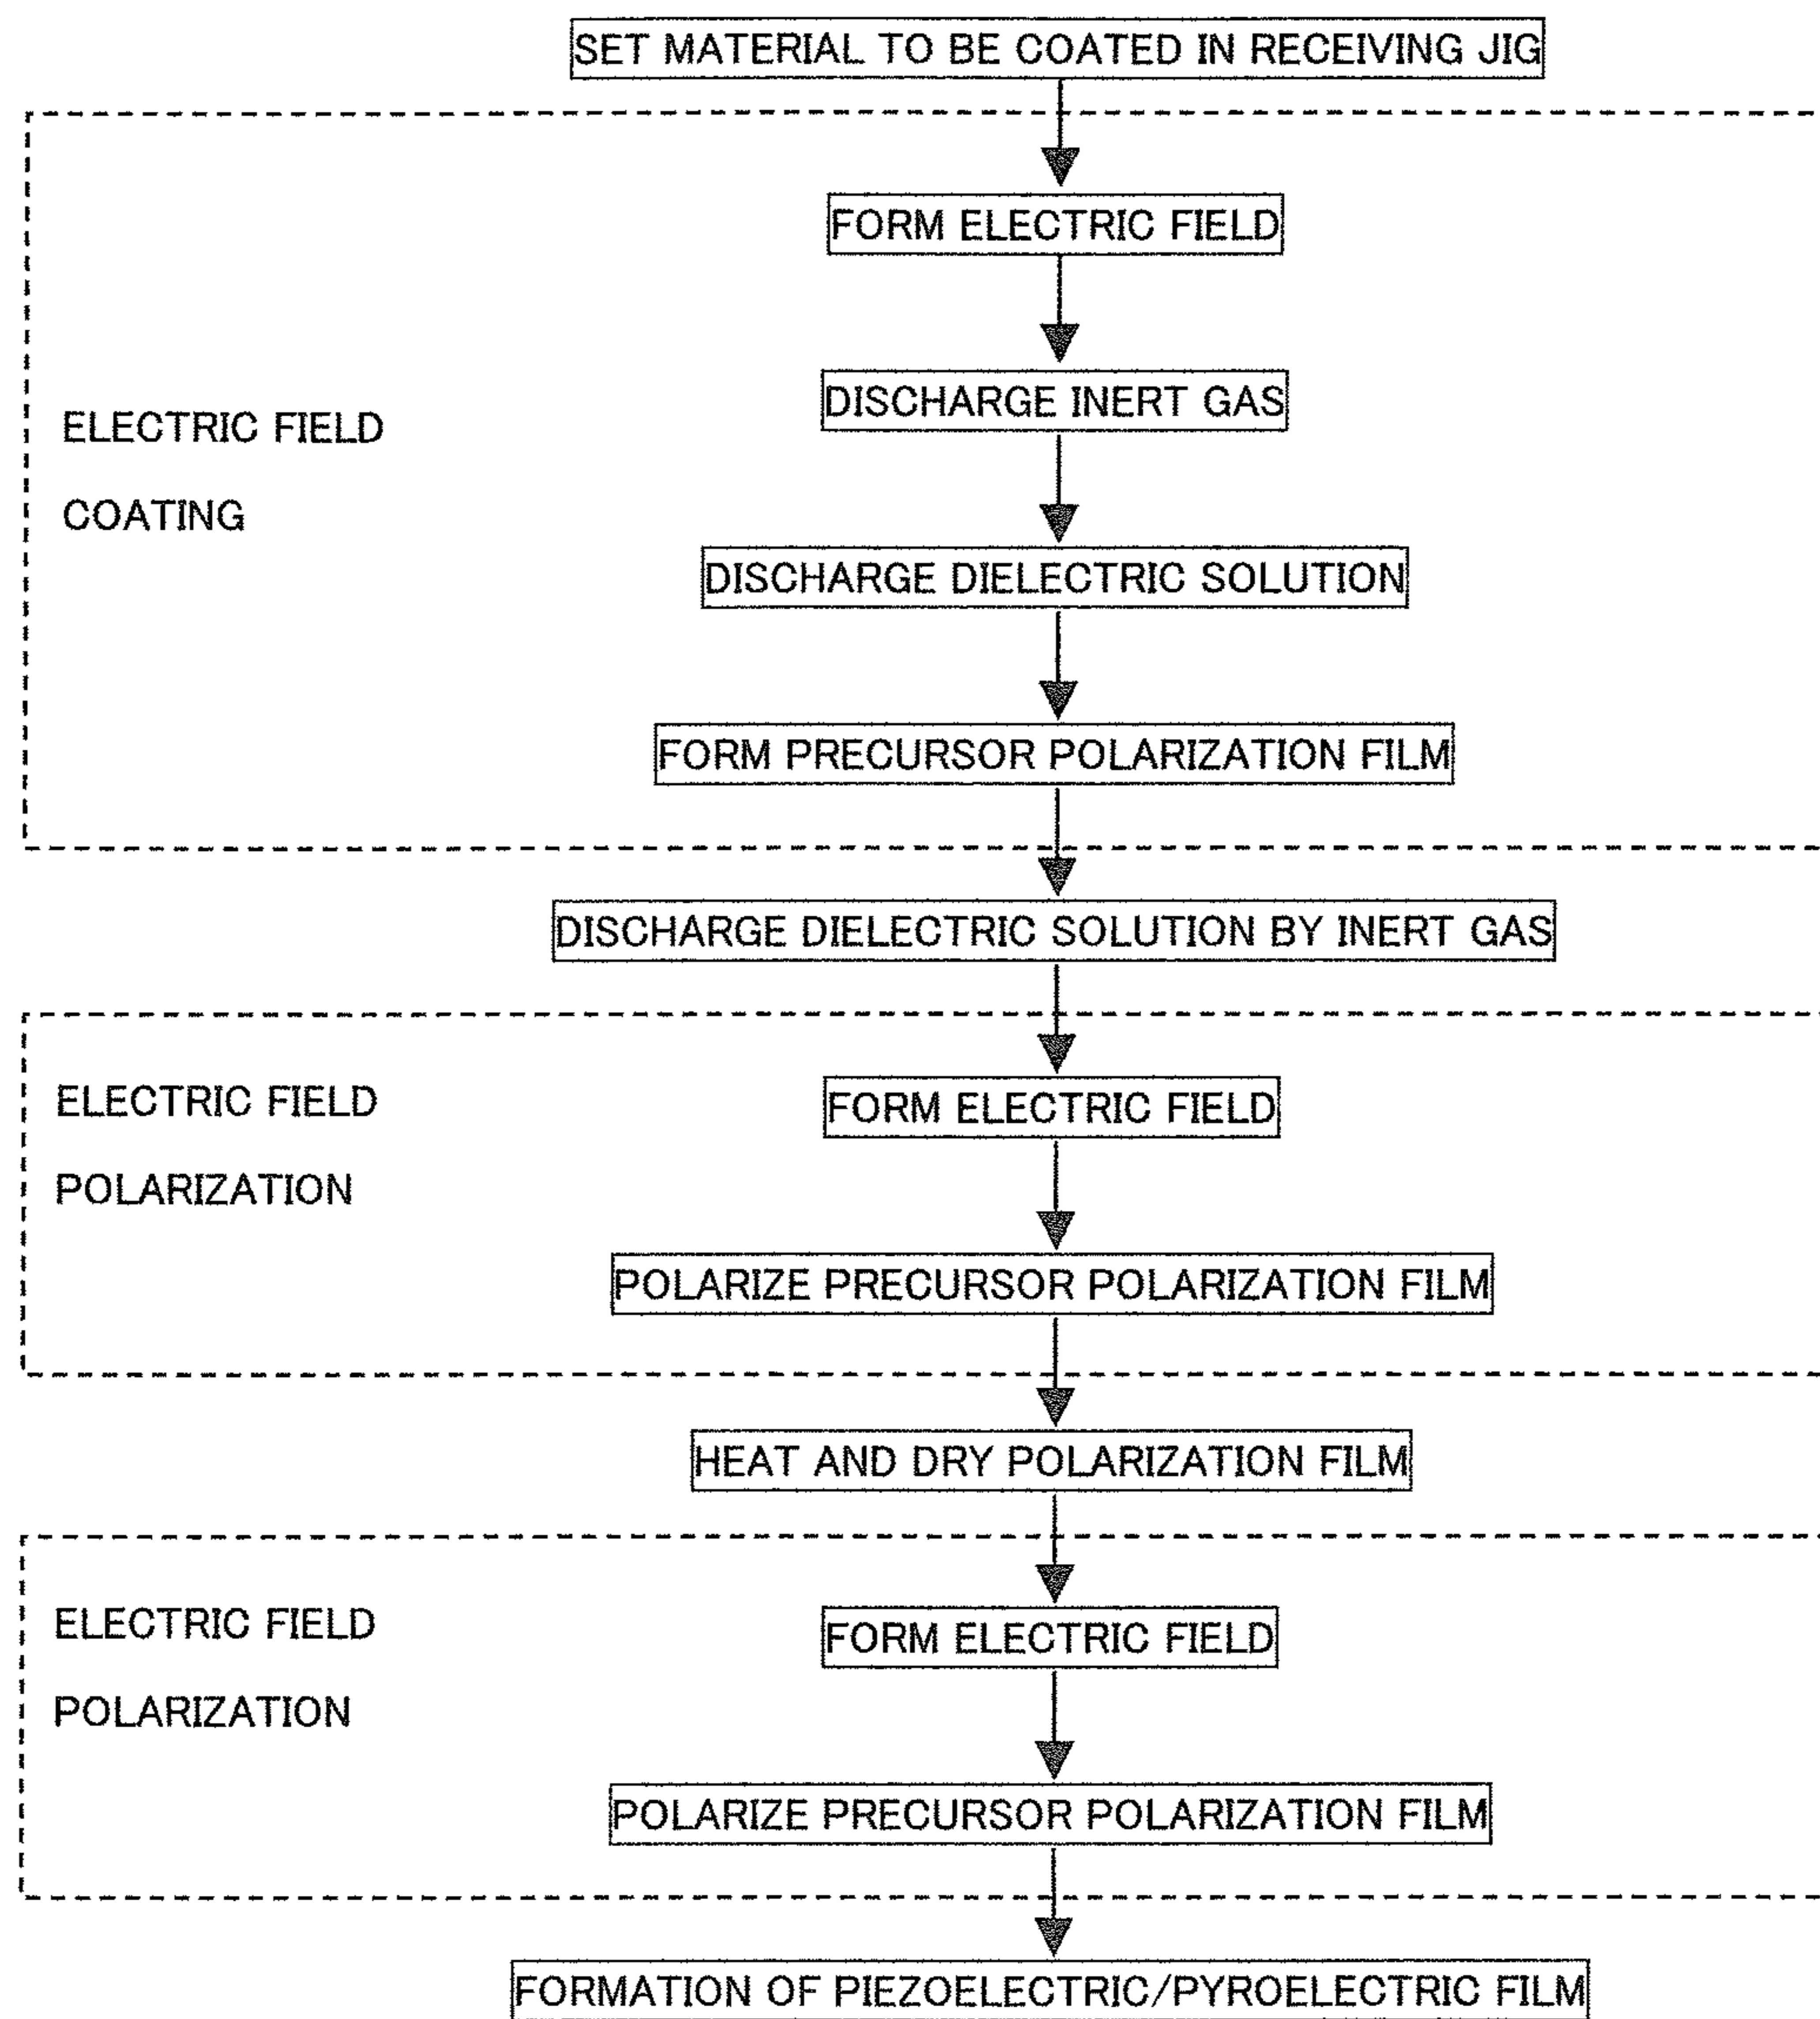 SET MATERIAL TO BE COATED IN RECEIVING JIG
FORM ELECTRIC FIELD
DISCHARGE INERT GAS
ELECTRIC FIELD
COATING
DISCHARGE DIELECTRIC SOLUTION
FORM PRECURSOR POLARIZATION FILM
DISCHARGE DIELECTRIC SOLUTION BY INERT GAS
ELECTRIC FIELD
POLARIZATION
FORM ELECTRIC FIELD
POLARIZE PRECURSOR POLARIZATION FILM
HEAT AND DRY POLARIZATION FILM
ELECTRIC FIELD
POLARIZATION
FORM ELECTRIC FIELD
POLARIZE PRECURSOR POLARIZATION FILM
FORMATION OF PIEZOELECTRIC/PYROELECTRIC FILM